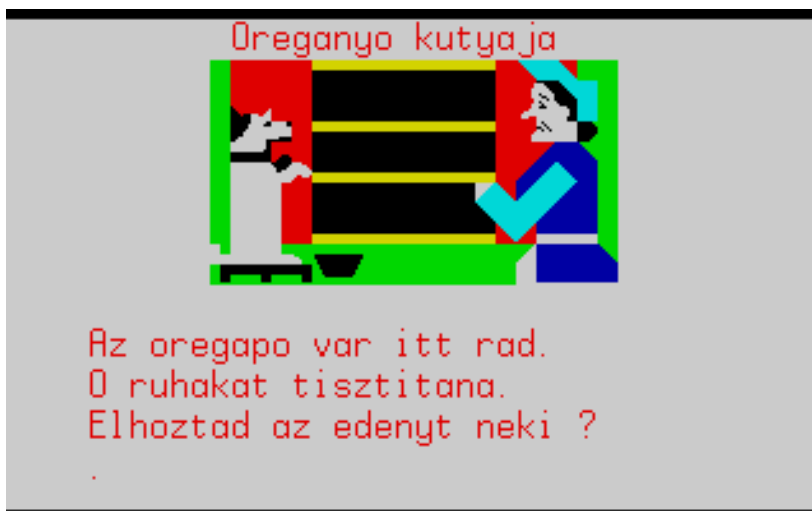 Oreganyo kutyaja
Az oregapo var itt rad.
O ruhakat tisztitana.
Elhoztad az edenyt neki ?
.